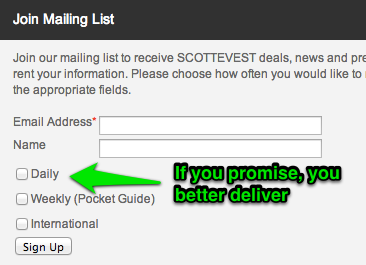 Join Mailing List
Join our mailing list to receive SCOTTEVEST deals, news and pre
rent your information. Please choose how often you would like to r
the appropriate fields.
Email Address*
Name
Daily
If you promise, you
better deliver
Weekly (Pocket Guide)
International
Sign Up